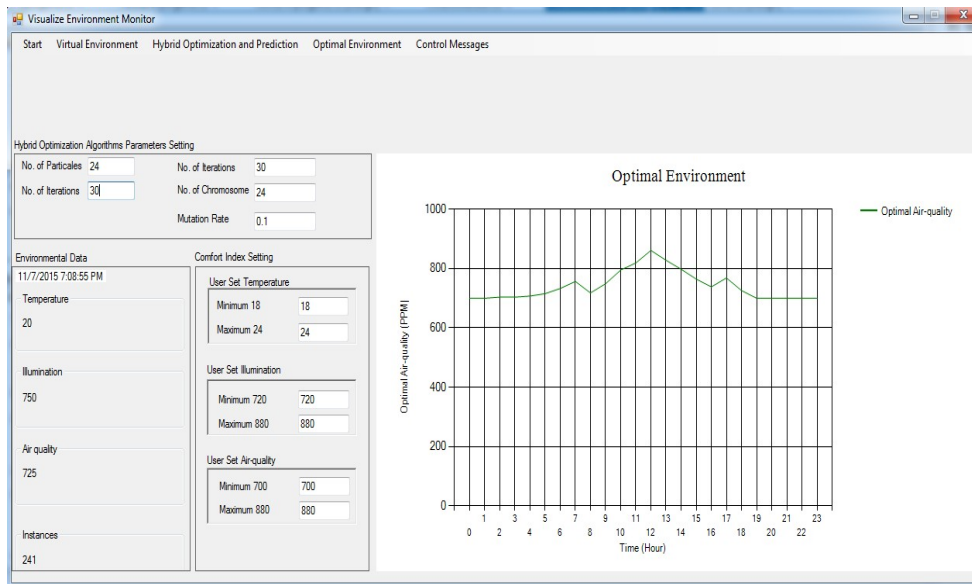 Visualize Environment Monitor
Start Virtual Environment Hybrid Optimization and Prediction Optimal Environment Control Messages
Hybrid Optimization Algorithms Parameters Setting
No. of Particales 24 No. of Iterations 30
No. of Iterations 30 No. of Chromosome 24
Mutation Rate 0.1
Environmental Data
11/7/2015 7:08:55 PM
Temperature
20
Illumination
750
Air quality
725
Instances
241
Comfort Index Setting
User Set Temperature
Minimum 18 18
Maximum 24 24
User Set Illumination
Minimum 720 720
Maximum 880 880
User Set Air-quality
Minimum 700 700
Maximum 880 880
Optimal Environment
Optimal Air-quality
Optimal Air-quality (PPM)
1000
800
600
400
200
0
1 3 5 7 9 11 13 15 17 19 21 23
0 2 4 6 8 10 12 14 16 18 20 22
Time (Hour)